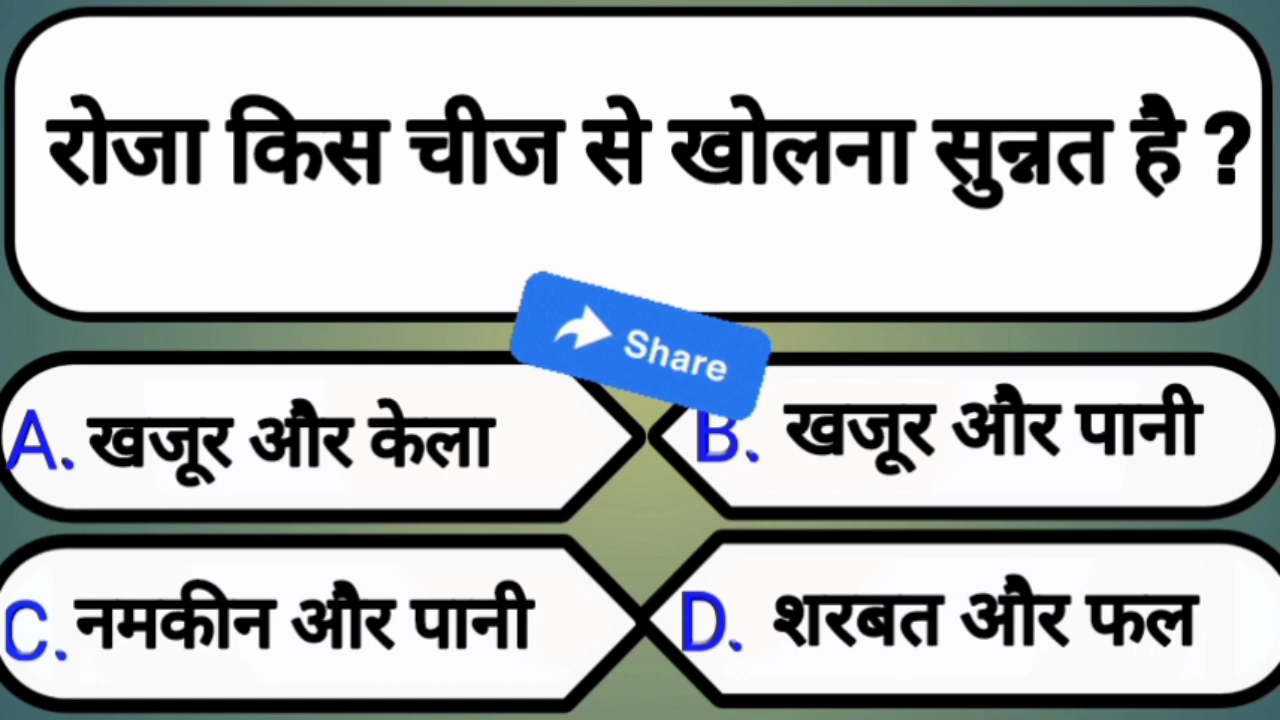 रोजा किस चीज से खोलना सुन्नत है ?
Share
A. खजूर और केला
B. खजूर और पानी
C. नमकीन और पानी
D. शरबत और फल